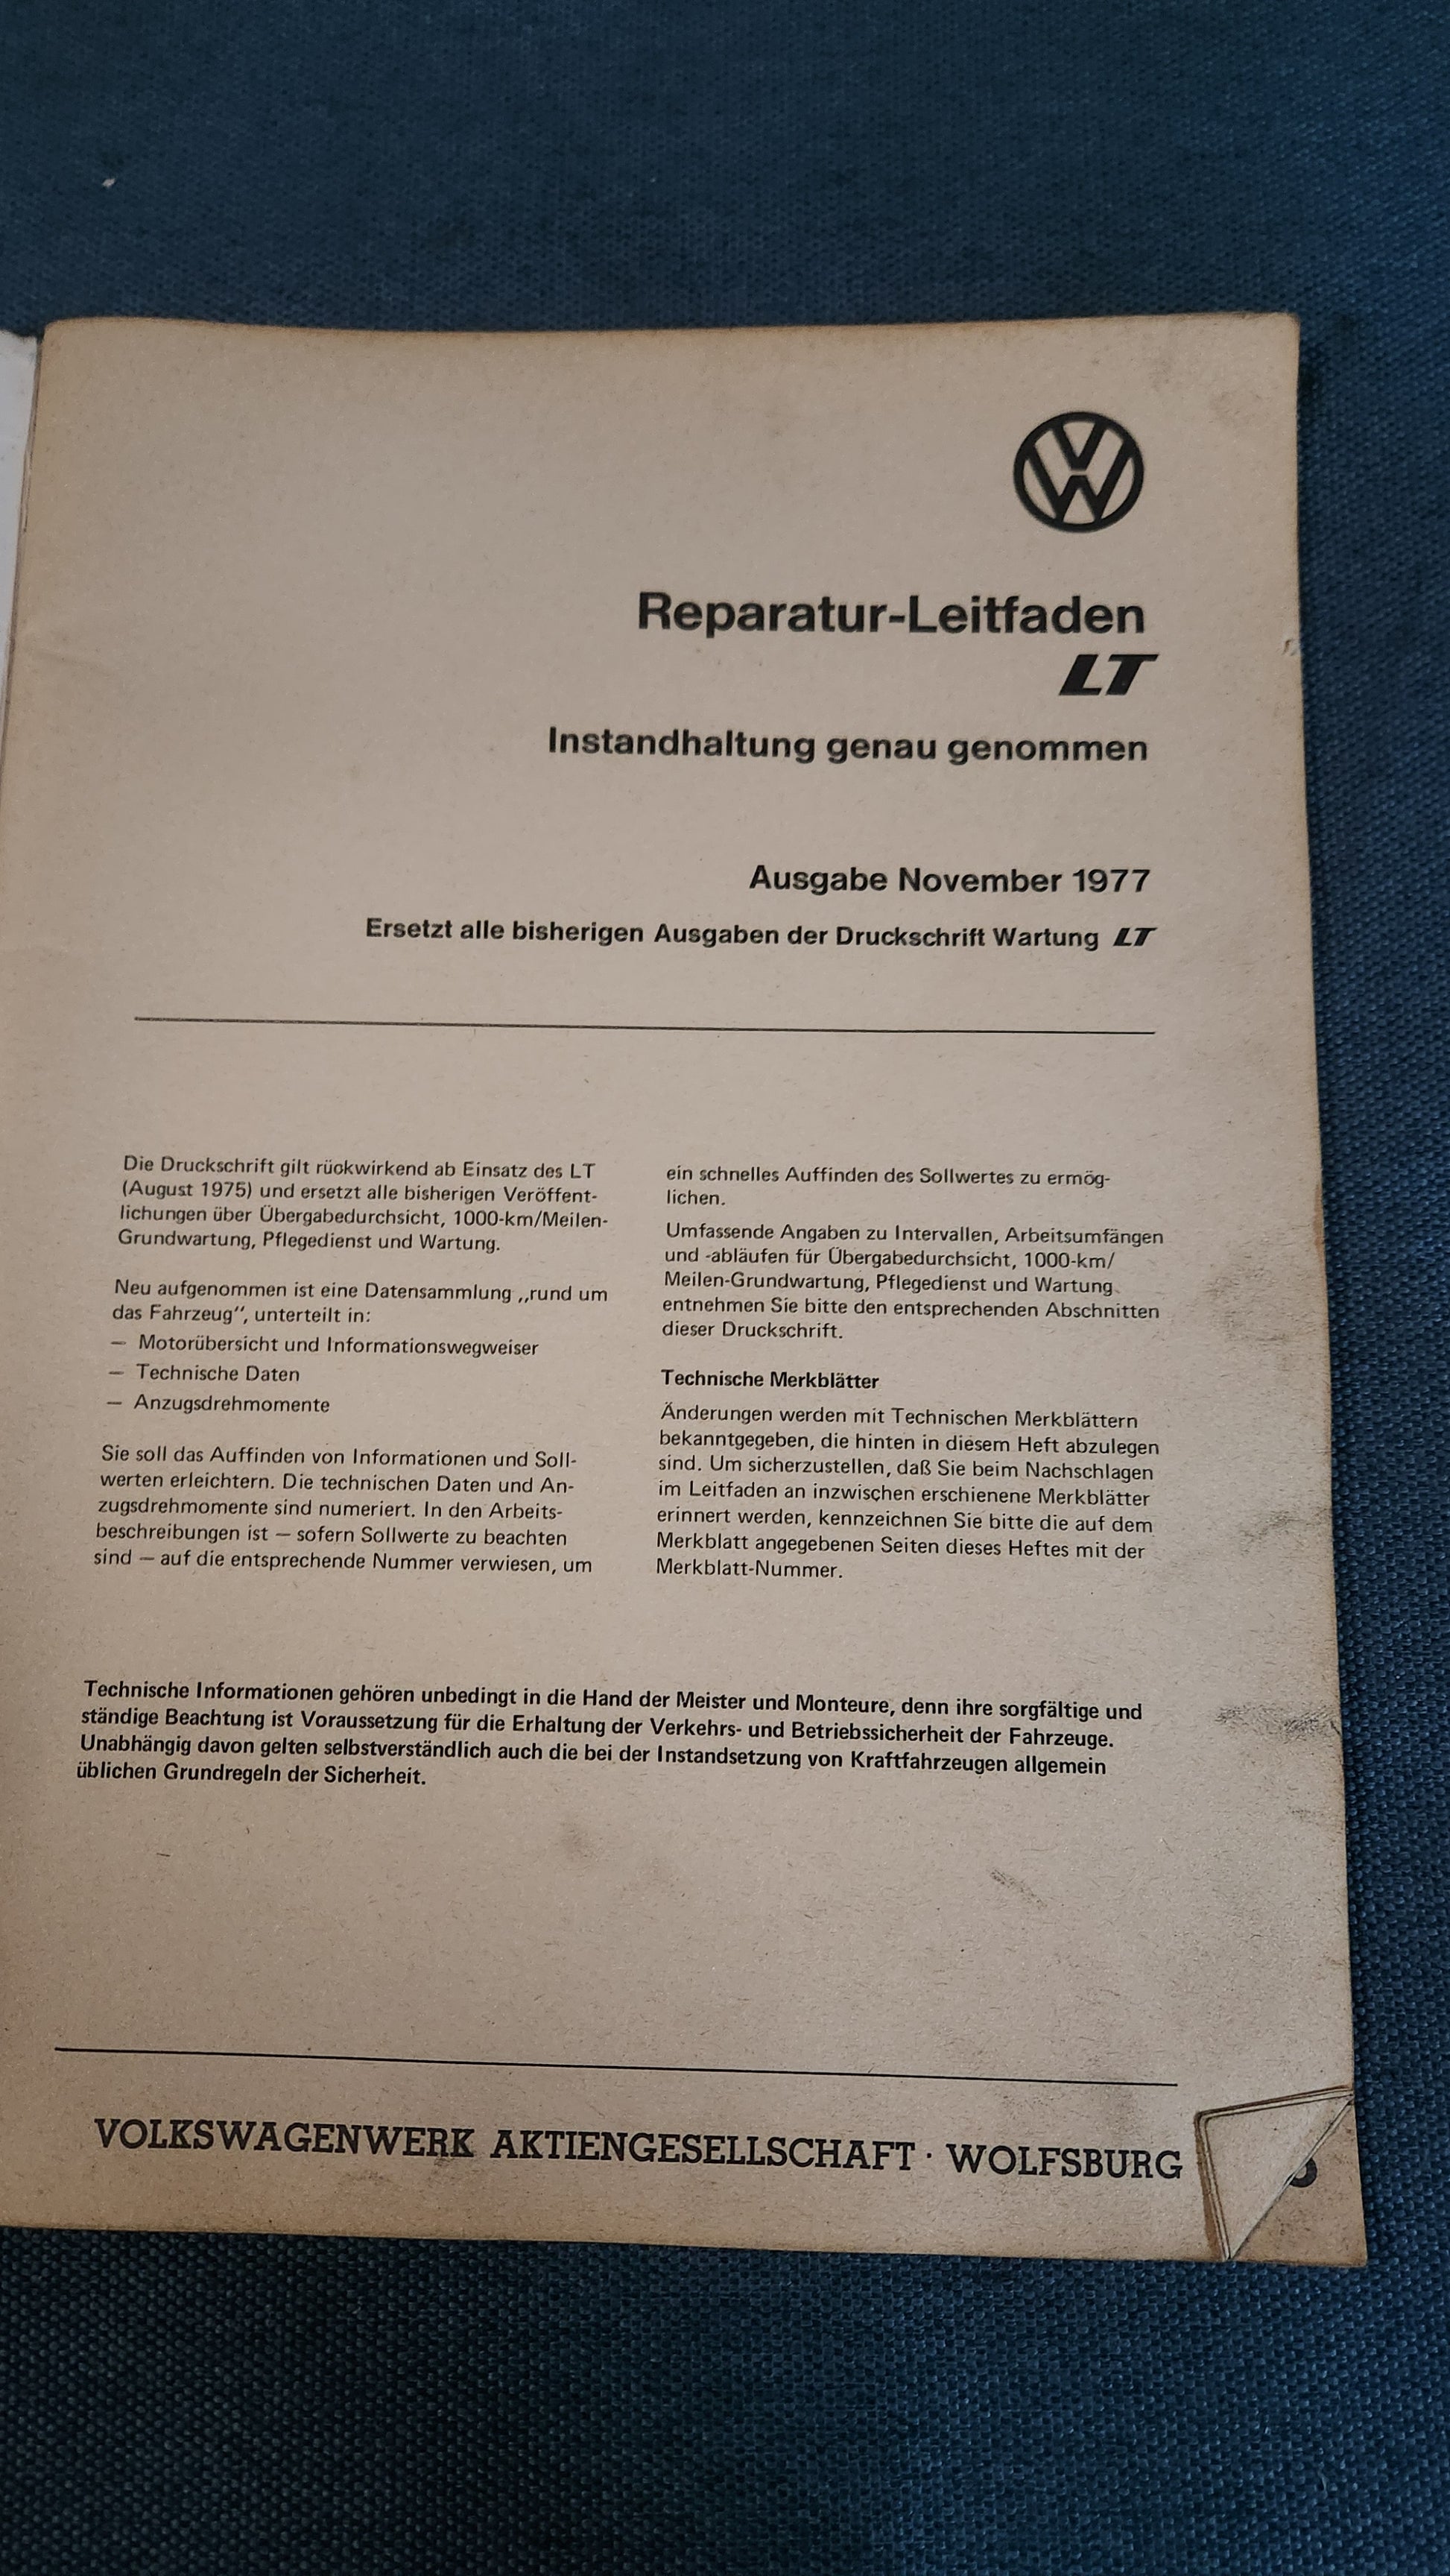 Reparatur-Leitfaden
LT
Instandhaltung genau genommen
Ausgabe November 1977
Ersetzt alle bisherigen Ausgaben der Druckschrift Wartung LT
Die Druckschrift gilt rückwirkend ab Einsatz des LT
(August 1975) und ersetzt alle bisherigen Veröffent-
lichungen über Übergabedurchsicht, 1000-km/Meilen-
Grundwartung, Pflegedienst und Wartung.
Neu aufgenommen ist eine Datensammlung „rund um
das Fahrzeug“, unterteilt in:
— Motorübersicht und Informationswegweiser
— Technische Daten
— Anzugsdrehmomente
Sie soll das Auffinden von Informationen und Soll-
werten erleichtern. Die technischen Daten und An-
zugsdrehmomente sind numeriert. In den Arbeits-
beschreibungen ist — sofern Sollwerte zu beachten
sind — auf die entsprechende Nummer verwiesen, um
ein schnelles Auffinden des Sollwertes zu ermög-
lichen.
Umfassende Angaben zu Intervallen, Arbeitsumfängen
und -abläufen für Übergabedurchsicht, 1000-km/
Meilen-Grundwartung, Pflegedienst und Wartung
entnehmen Sie bitte den entsprechenden Abschnitten
dieser Druckschrift.
Technische Merkblätter
Änderungen werden mit Technischen Merkblättern
bekanntgegeben, die hinten in diesem Heft abzulegen
sind. Um sicherzustellen, daß Sie beim Nachschlagen
im Leitfaden an inzwischen erschienene Merkblätter
erinnert werden, kennzeichnen Sie bitte die auf dem
Merkblatt angegebenen Seiten dieses Heftes mit der
Merkblatt-Nummer.
Technische Informationen gehören unbedingt in die Hand der Meister und Monteure, denn ihre sorgfältige und
ständige Beachtung ist Voraussetzung für die Erhaltung der Verkehrs- und Betriebssicherheit der Fahrzeuge.
Unabhängig davon gelten selbstverständlich auch die bei der Instandsetzung von Kraftfahrzeugen allgemein
üblichen Grundregeln der Sicherheit.
VOLKSWAGENWERK AKTIENGESELLSCHAFT · WOLFSBURG